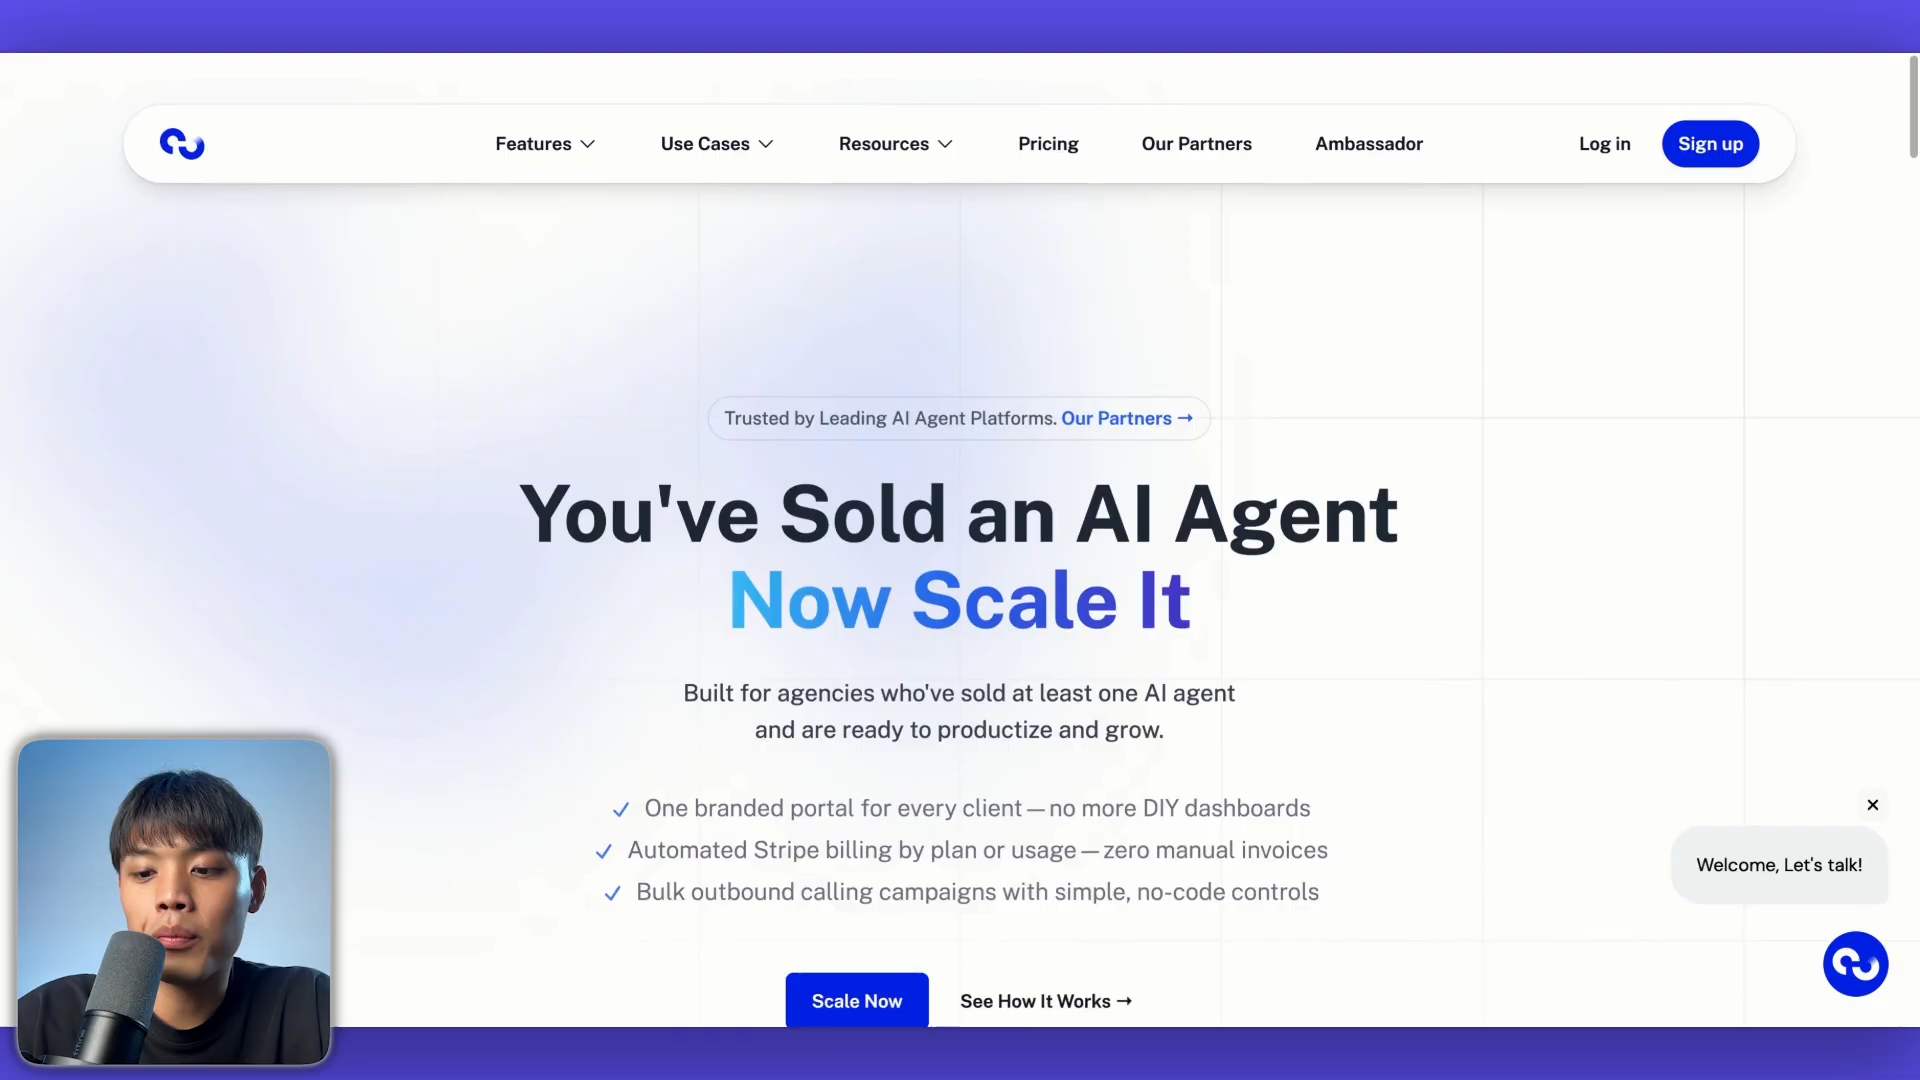 Features
Use Cases
Resources
Pricing
Our Partners
Ambassador
Log in
Sign up
Trusted by Leading AI Agent Platforms. Our Partners →
You've Sold an AI Agent
Now Scale It
Built for agencies who've sold at least one AI agent
and are ready to productize and grow.
One branded portal for every client—no more DIY dashboards
Automated Stripe billing by plan or usage—zero manual invoices
Bulk outbound calling campaigns with simple, no-code controls
Scale Now
See How It Works →
Welcome, Let's talk!